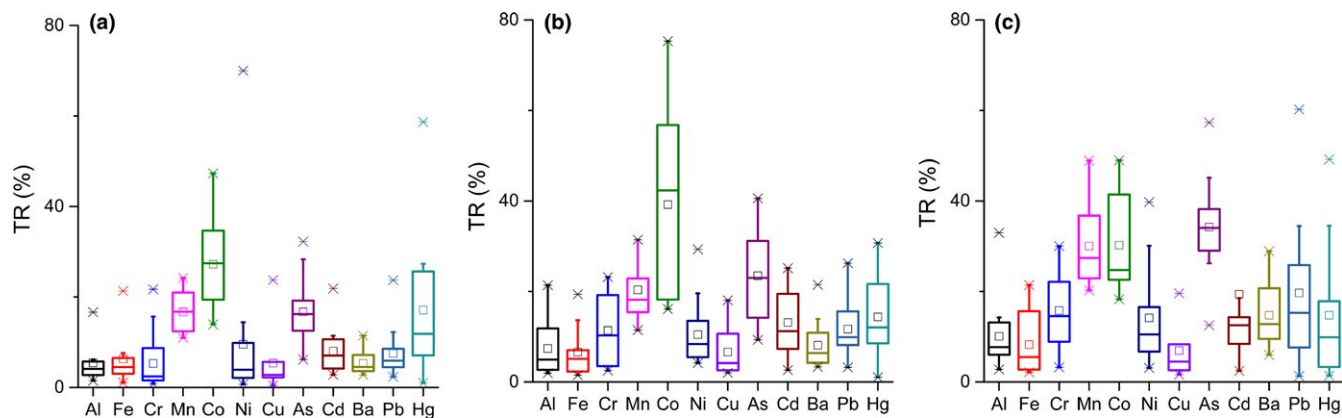 (a)
80
40
0
TR (%)
Al Fe Cr Mn Co Ni Cu As Cd Ba Pb Hg
(b)
80
40
0
TR (%)
Al Fe Cr Mn Co Ni Cu As Cd Ba Pb Hg
(c)
80
40
0
TR (%)
Al Fe Cr Mn Co Ni Cu As Cd Ba Pb Hg